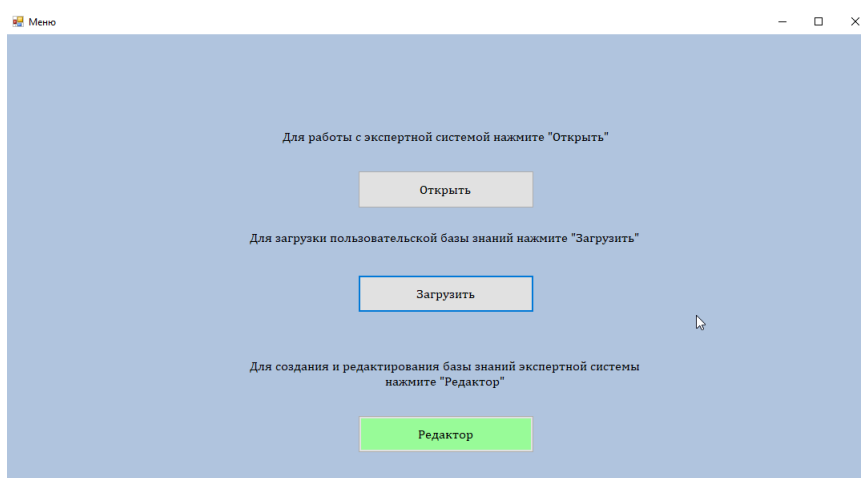 Меню
Для работы с экспертной системой нажмите "Открыть"
Открыть
Для загрузки пользовательской базы знаний нажмите "Загрузить"
Загрузить
Для создания и редактирования базы знаний экспертной системы
нажмите "Редактор"
Редактор